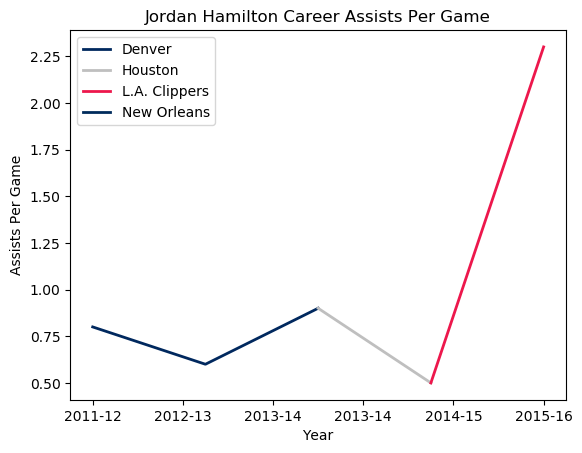 Jordan Hamilton Career Assists Per Game
Denver
Houston
L.A. Clippers
New Orleans
Assists Per Game
2.25
2.00
1.75
1.50
1.25
1.00
0.75
0.50
2011-12 2012-13 2013-14 2013-14 2014-15 2015-16
Year